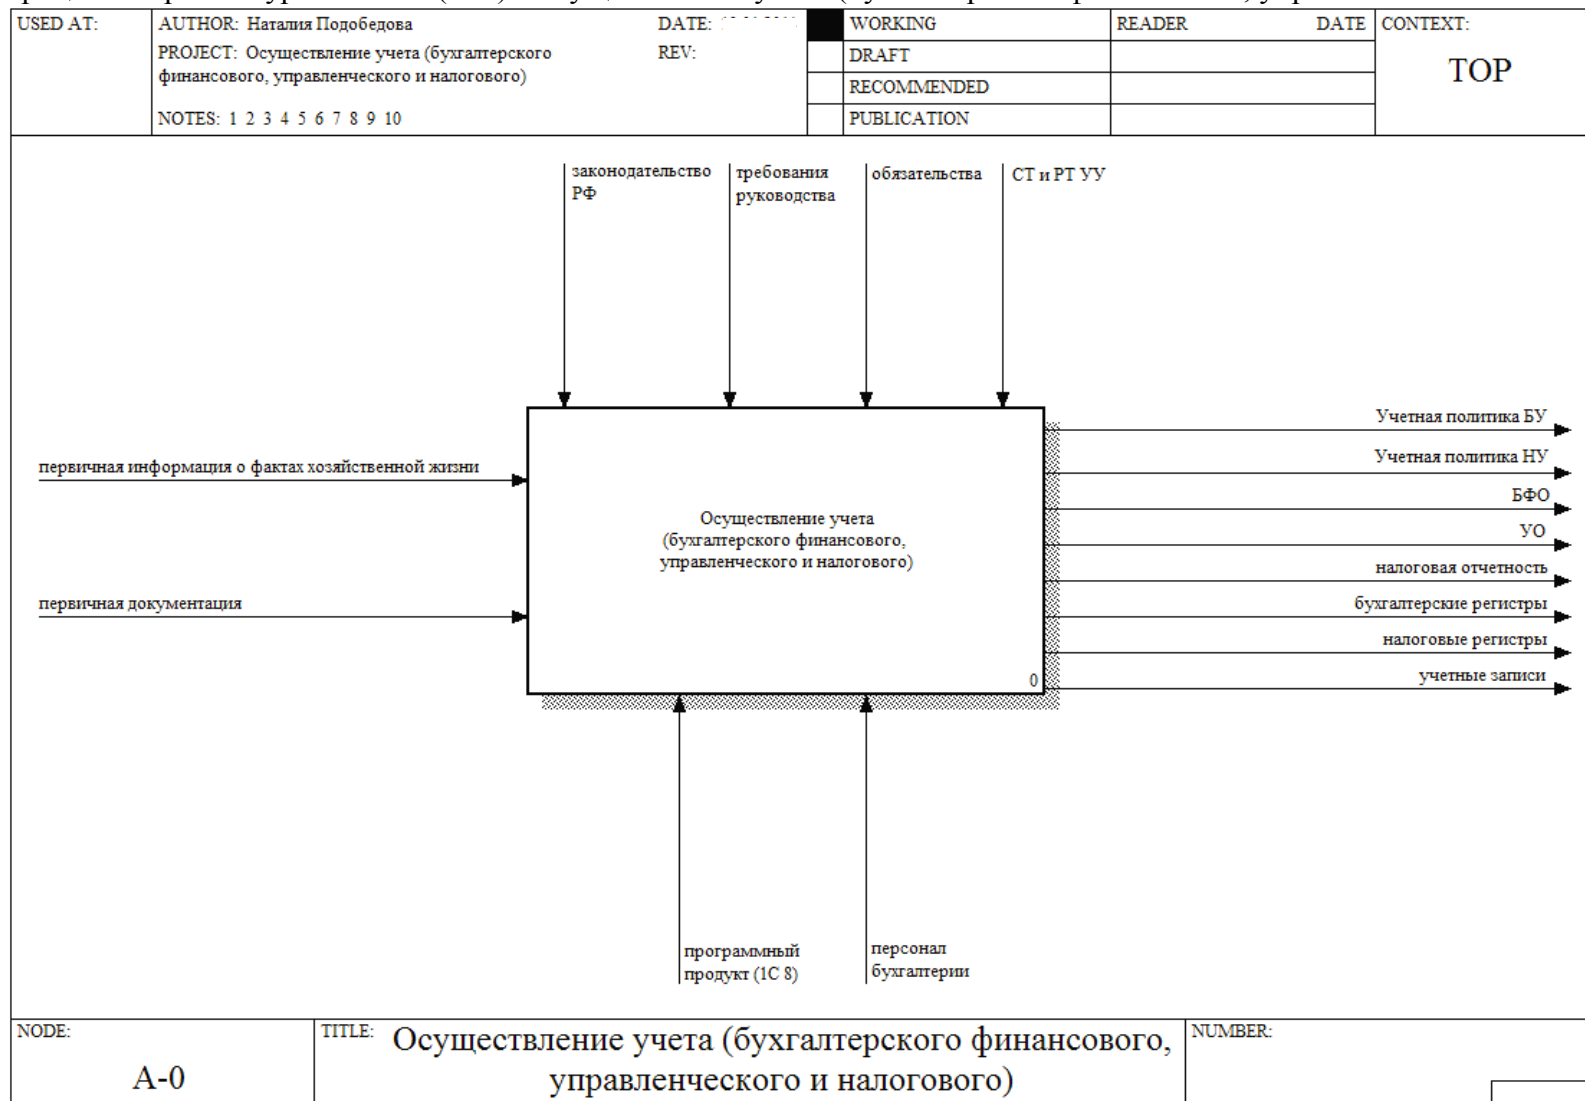 USED AT:
AUTHOR: Наталия Подобедова
DATE:
PROJECT: Осуществление учета (бухгалтерского
финансового, управленческого и налогового)
REV:
NOTES: 1 2 3 4 5 6 7 8 9 10
WORKING
DRAFT
RECOMMENDED
PUBLICATION
READER DATE
CONTEXT:
TOP
законодательство
РФ
требования
руководства
обязательства
СТ и РТ УУ
первичная информация о фактах хозяйственной жизни
первичная документация
Осуществление учета
(бухгалтерского финансового,
управленческого и налогового)
0
Учетная политика БУ
Учетная политика НУ
БФО
УО
налоговая отчетность
бухгалтерские регистры
налоговые регистры
учетные записи
программный
продукт (1С 8)
персонал
бухгалтерии
NODE:
A-0
TITLE:
Осуществление учета (бухгалтерского финансового,
управленческого и налогового)
NUMBER: